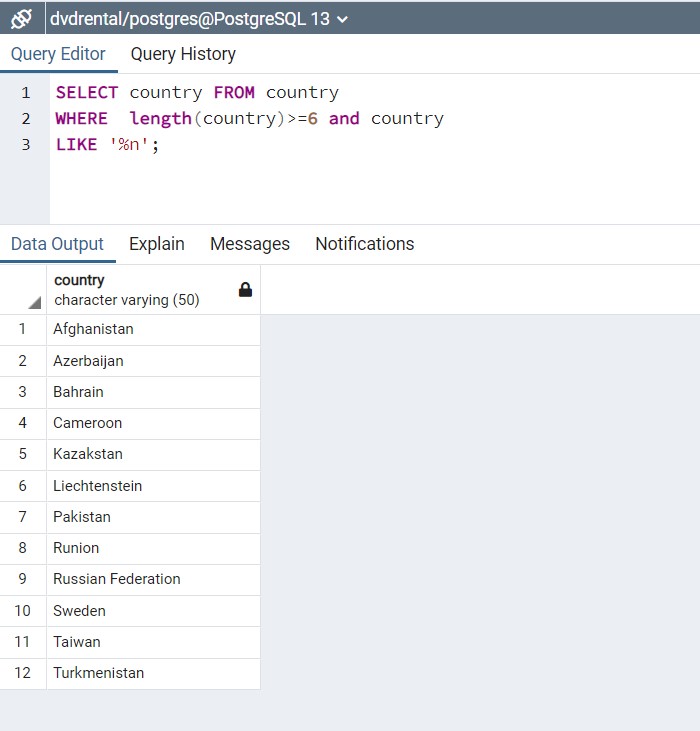 dvdrental/postgres@PostgreSQL 13
Query Editor Query History
1 SELECT country FROM country
2 WHERE  length(country)>=6 and country
3 LIKE '%n';
Data Output Explain Messages Notifications
country
character varying (50)
1 Afghanistan
2 Azerbaijan
3 Bahrain
4 Cameroon
5 Kazakstan
6 Liechtenstein
7 Pakistan
8 Runion
9 Russian Federation
10 Sweden
11 Taiwan
12 Turkmenistan